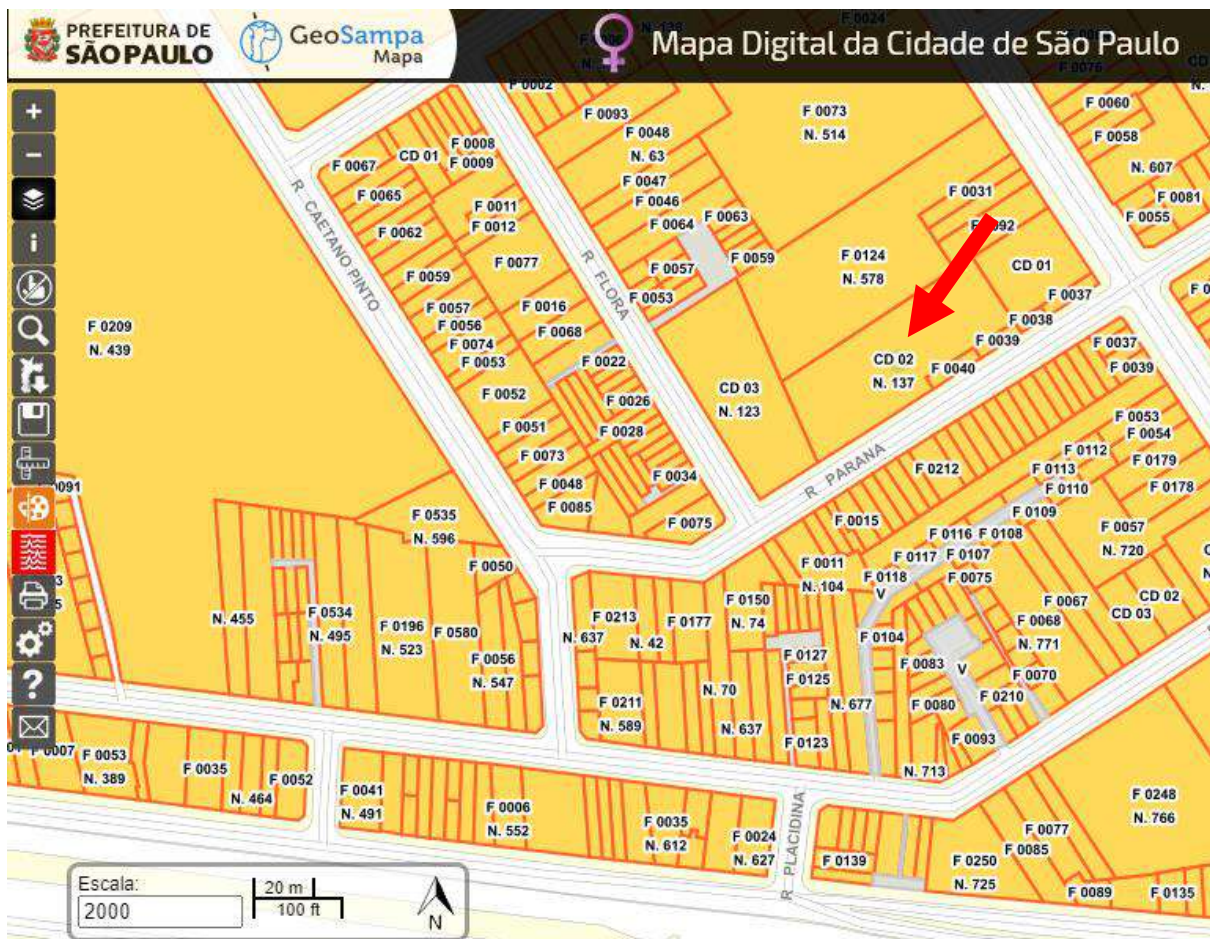 PREFEITURA DE
SÃO PAULO
GeoSampa
Mapa
Mapa Digital da Cidade de São Paulo
F 0002
F 0093
F 0048
N. 63
F 0047
F 0046
F 0064
F 0063
F 0059
F 0057
F 0053
F 0073
N. 514
F 0060
F 0058
N. 607
F 0081
F 0055
F 0031
CD 01
F 0124
N. 578
F 0037
F 0038
F 0039
F 0040
CD 02
N. 137
CD 03
N. 123
F 0037
F 0039
F 0067
CD 01
F 0008
F 0009
F 0065
F 0011
F 0012
F 0062
F 0077
F 0059
F 0057
F 0056
F 0074
F 0053
F 0016
F 0068
F 0022
F 0052
F 0026
F 0051
F 0028
F 0073
F 0048
F 0085
F 0034
F 0075
R CAETANO PINTO
R FLORA
R PARANA
F 0209
N. 439
F 0535
N. 596
F 0050
N. 455
F 0534
N. 495
F 0196
N. 523
F 0580
F 0056
N. 547
F 0212
F 0015
F 0053
F 0054
F 0112
F 0113
F 0179
F 0110
F 0178
F 0109
F 0116
F 0108
F 0057
N. 720
F 0117
F 0107
F 0011
N. 104
F 0118
V
F 0075
F 0067
CD 02
CD 03
F 0068
N. 771
F 0070
F 0150
N. 74
F 0213
N. 637
N. 42
F 0177
F 0104
F 0127
F 0125
F 0083
V
N. 70
N. 677
F 0080
F 0210
F 0211
N. 589
N. 637
F 0123
F 0093
N. 713
F 0007
F 0053
N. 389
F 0035
N. 464
F 0052
F 0041
N. 491
F 0006
N. 552
F 0035
N. 612
F 0024
N. 627
R PLACIDINA
F 0139
F 0248
N. 766
F 0077
F 0085
F 0250
N. 725
F 0089
F 0135
Escala:
2000
20 m
100 ft
N